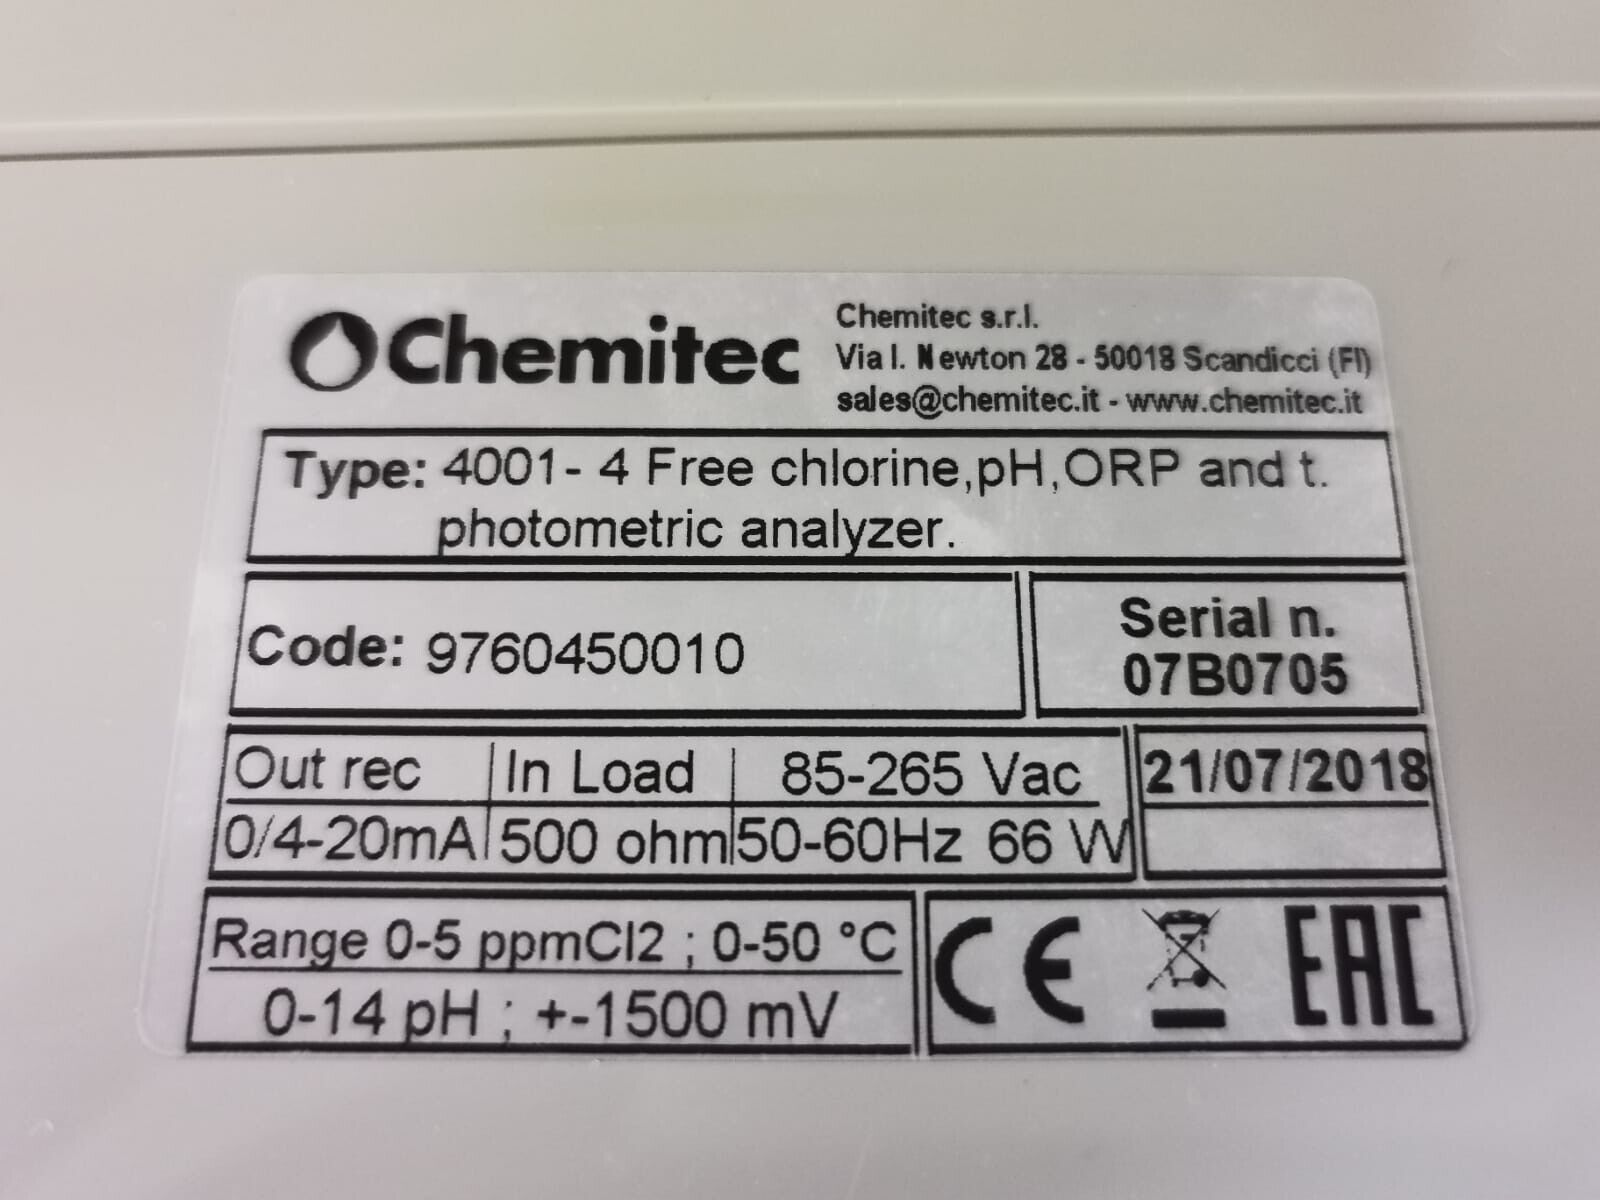 Chemitec
Chemitec s.r.l.
Via I. Newton 28 - 50018 Scandicci (FI)
sales@chemitec.it - www.chemitec.it
Type: 4001- 4 Free chlorine,pH,ORP and t.
photometric analyzer.
Code: 9760450010
Serial n.
07B0705
Out rec In Load 85-265 Vac
0/4-20mA 500 ohm 50-60Hz 66 W
21/07/2018
Range 0-5 ppmCl2 ; 0-50 °C
0-14 pH ; +-1500 mV
CE EAC